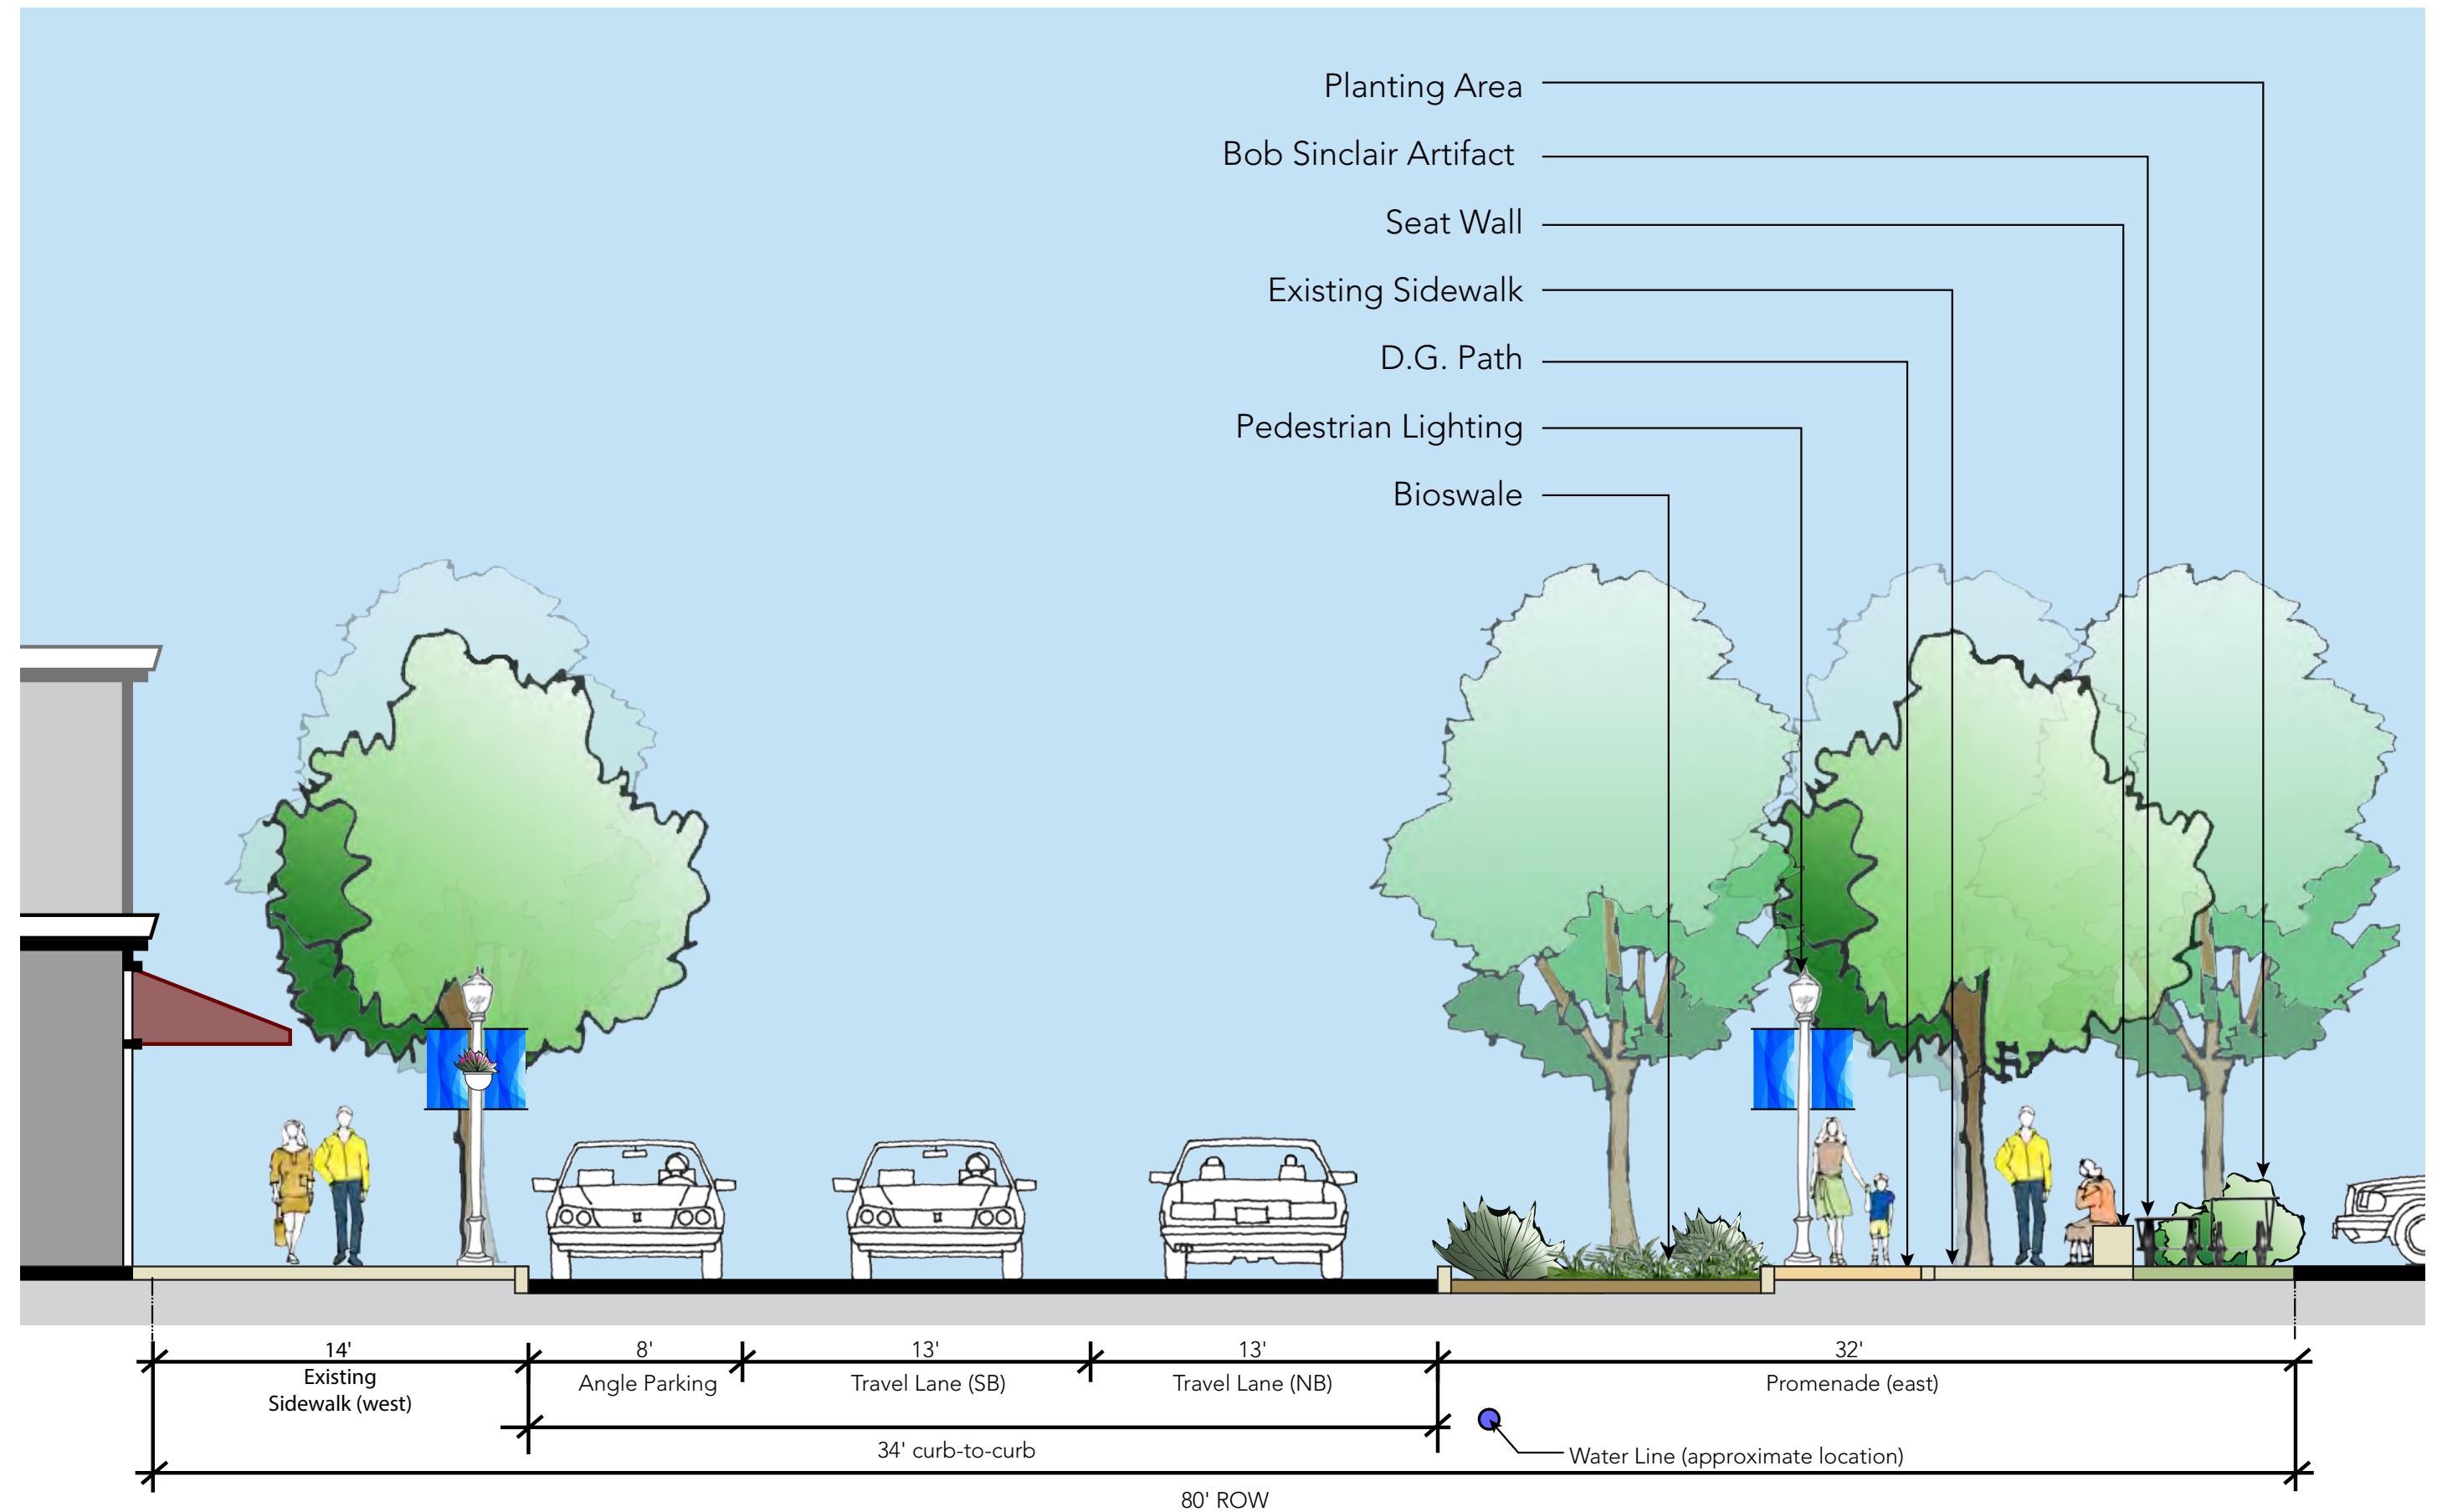 Planting Area
Bob Sinclair Artifact
Seat Wall
Existing Sidewalk
D.G. Path
Pedestrian Lighting
Bioswale
14'
8'
13'
13'
32'
Existing
Sidewalk (west)
Angle Parking
Travel Lane (SB)
Travel Lane (NB)
Promenade (east)
34' curb-to-curb
Water Line (approximate location)
80' ROW